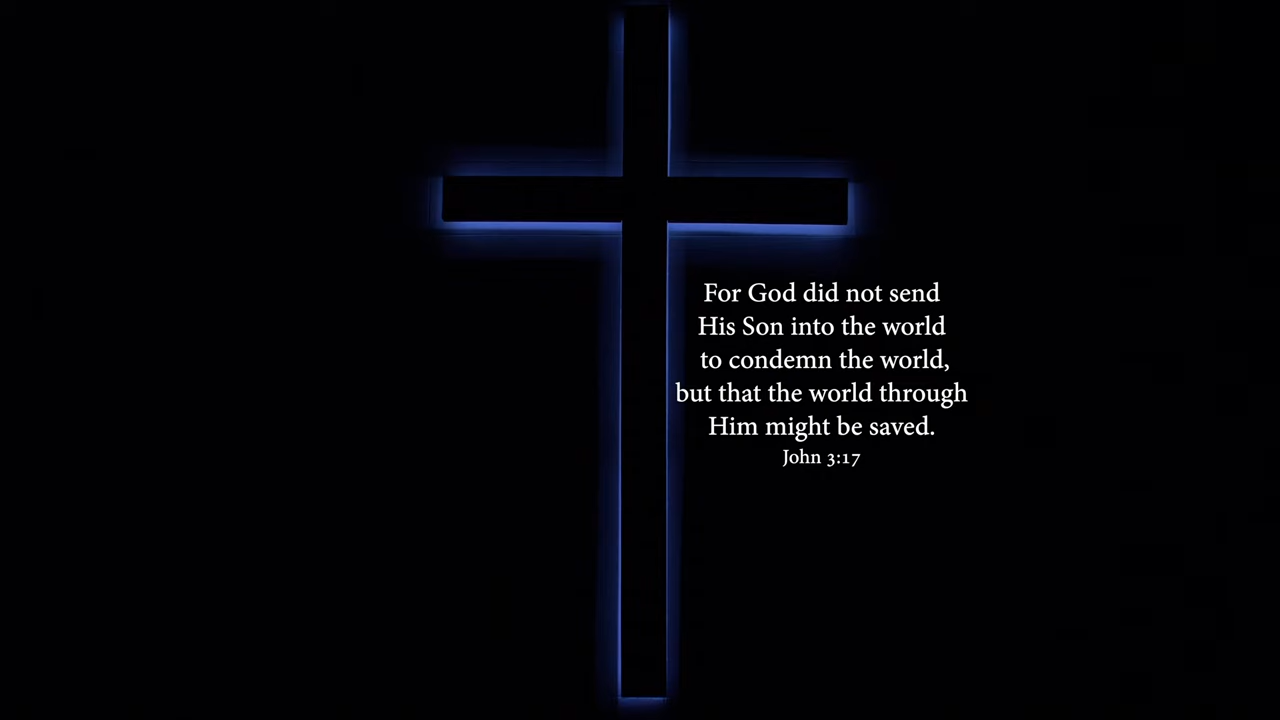 For God did not send
His Son into the world
to condemn the world,
but that the world through
Him might be saved.
John 3:17